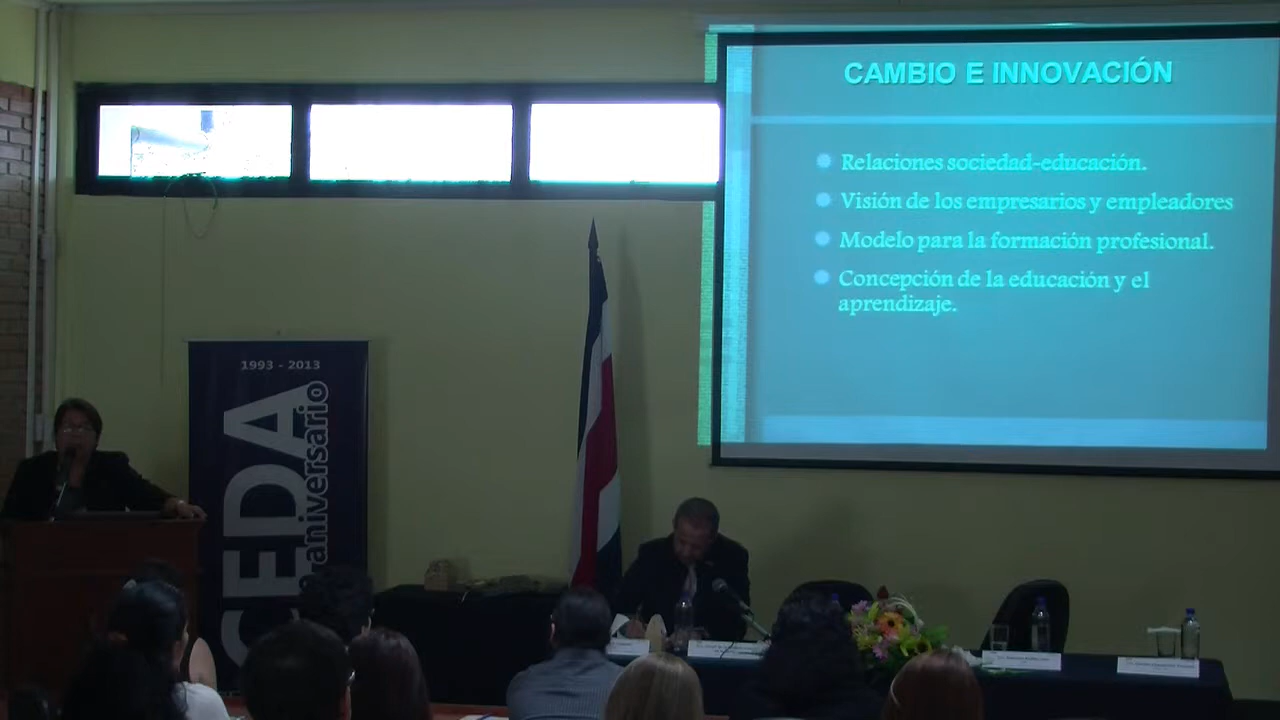 CAMBIO E INNOVACIÓN
Relaciones sociedad-educación.
Visión de los empresarios y empleadores
Modelo para la formación profesional.
Concepción de la educación y el
aprendizaje.
1993 - 2013
CEDA
aniversario